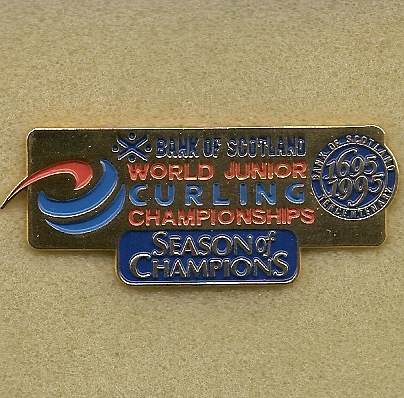 BANK OF SCOTLAND
WORLD JUNIOR
CURLING
CHAMPIONSHIPS
BANK OF SCOTLAND
1695
1995
TERCENTENARY
SEASON of
CHAMPIONS